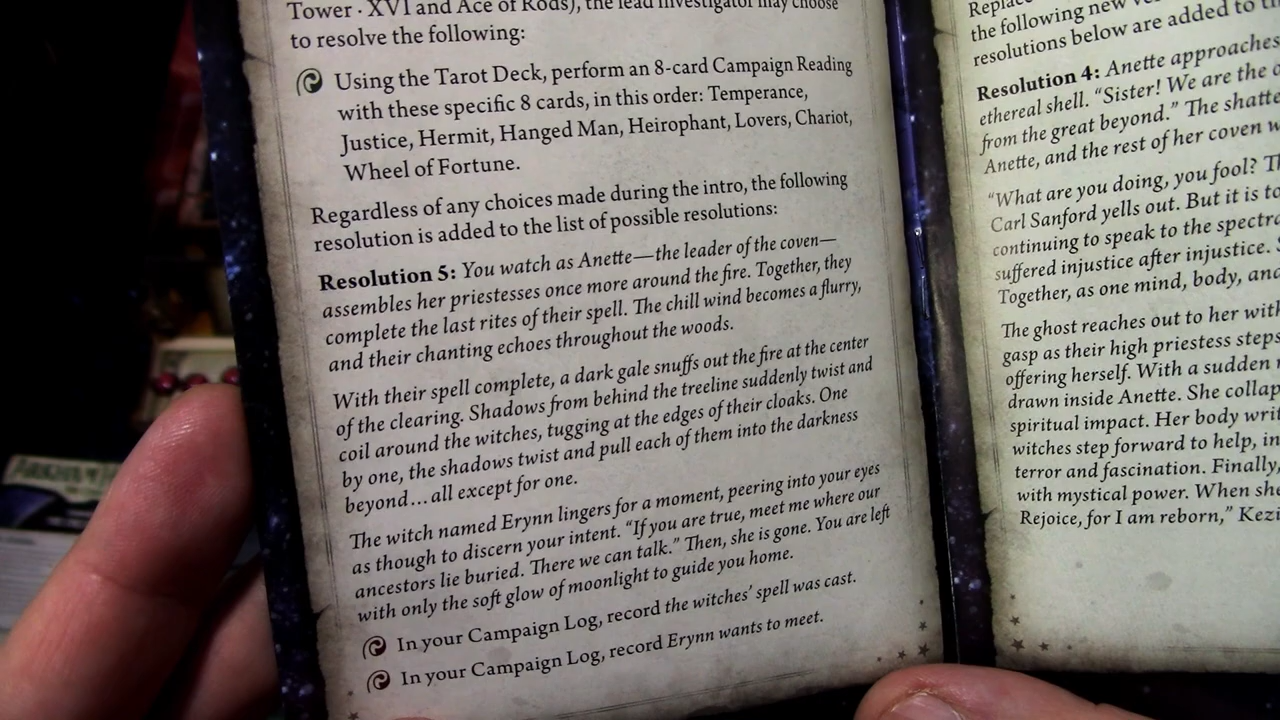 Tower · XVI and Ace of Rods), the lead investigator may choose
to resolve the following:
Using the Tarot Deck, perform an 8-card Campaign Reading
with these specific 8 cards, in this order: Temperance,
Justice, Hermit, Hanged Man, Heirophant, Lovers, Chariot,
Wheel of Fortune.
Regardless of any choices made during the intro, the following
resolution is added to the list of possible resolutions:
Resolution 5: You watch as Anette—the leader of the coven—
assembles her priestesses once more around the fire. Together, they
complete the last rites of their spell. The chill wind becomes a flurry,
and their chanting echoes throughout the woods.
With their spell complete, a dark gale snuffs out the fire at the center
of the clearing. Shadows from behind the treeline suddenly twist and
coil around the witches, tugging at the edges of their cloaks. One
by one, the shadows twist and pull each of them into the darkness
beyond...all except for one.
The witch named Erynn lingers for a moment, peering into your eyes
as though to discern your intent. “If you are true, meet me where our
ancestors lie buried. There we can talk.” Then, she is gone. You are left
with only the soft glow of moonlight to guide you home.
In your Campaign Log, record the witches’ spell was cast.
In your Campaign Log, record Erynn wants to meet.
Replace
the following new
resolutions below are added to
Resolution 4: Anette approaches
ethereal shell. “Sister! We are the
from the great beyond.” The
Anette, and the rest of her coven
“What are you doing, you fool?
Carl Sanford yells out. But it is
continuing to speak to the
suffered injustice after injustice.
Together, as one mind, body,
The ghost reaches out to her
gasp as their high priestess steps
offering herself. With a sudden
drawn inside Anette. She
spiritual impact. Her body
witches step forward to help,
terror and fascination. Finally,
with mystical power. When
Rejoice, for I am reborn,”